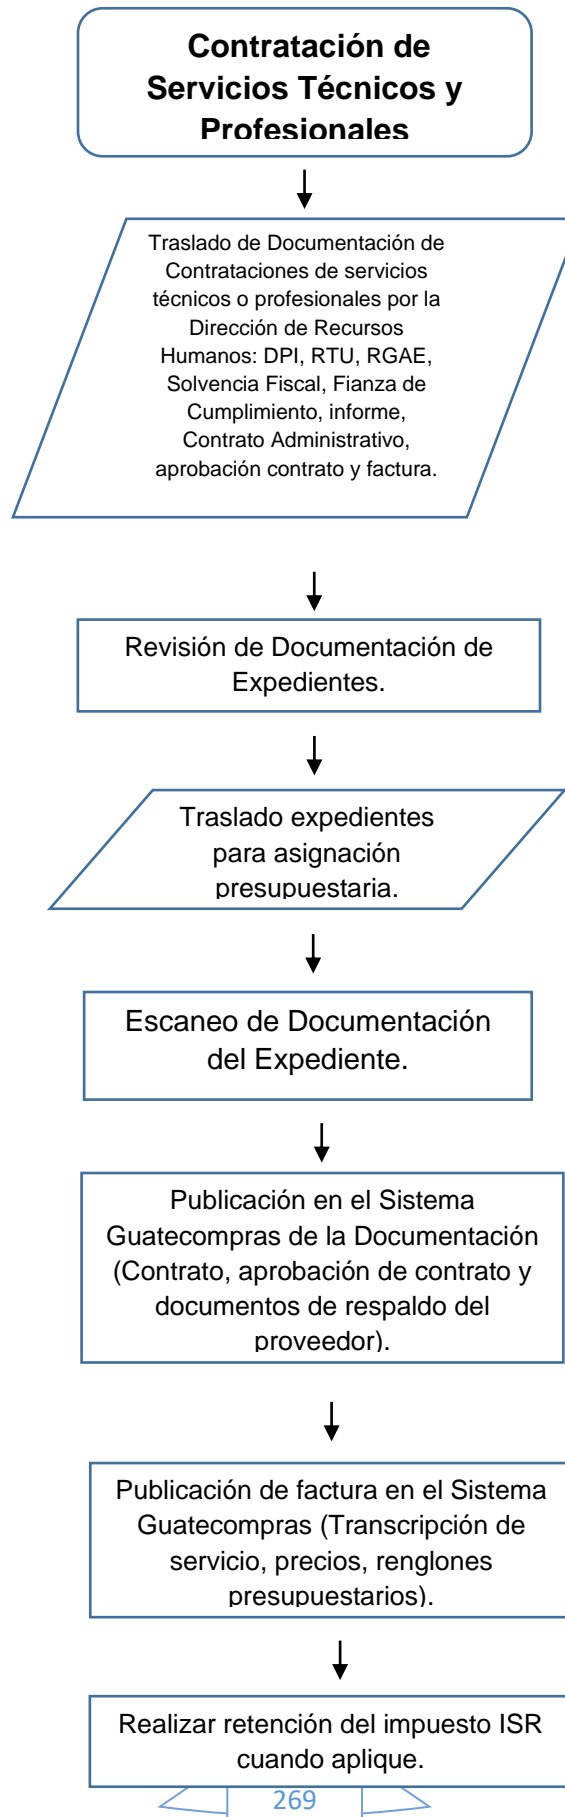 Contratación de
Servicios Técnicos y
Profesionales
Traslado de Documentación de
Contrataciones de servicios
técnicos o profesionales por la
Dirección de Recursos
Humanos: DPI, RTU, RGAE,
Solvencia Fiscal, Fianza de
Cumplimiento, informe,
Contrato Administrativo,
aprobación contrato y factura.
Revisión de Documentación de
Expedientes.
Traslado expedientes
para asignación
presupuestaria.
Escaneo de Documentación
del Expediente.
Publicación en el Sistema
Guatecompras de la Documentación
(Contrato, aprobación de contrato y
documentos de respaldo del
proveedor).
Publicación de factura en el Sistema
Guatecompras (Transcripción de
servicio, precios, renglones
presupuestarios).
Realizar retención del impuesto ISR
cuando aplique.
269